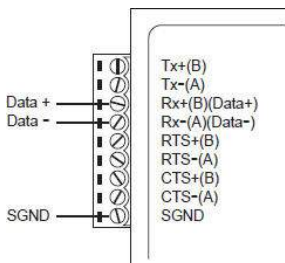 Tx+(B)
Tx-(A)
Data + Rx+(B)(Data+)
Data - Rx-(A)(Data-)
RTS+(B)
RTS-(A)
CTS+(B)
CTS-(A)
SGND SGND